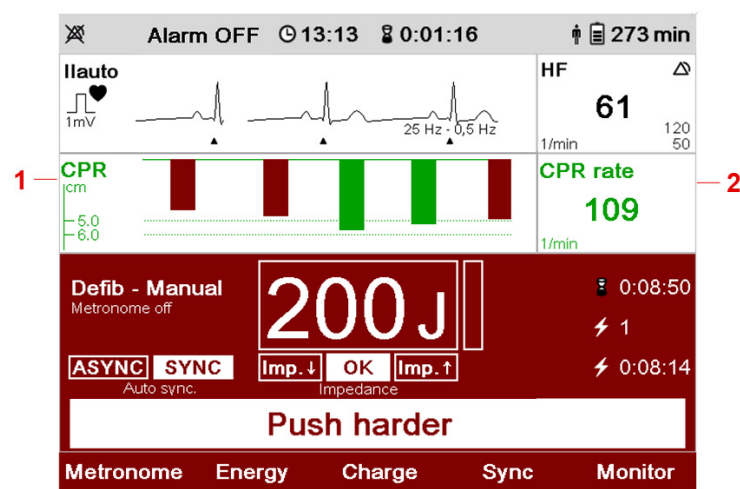 Alarm OFF 13:13 0:01:16 273 min
IIauto
1mV
25 Hz - 0,5 Hz
HF
61
120
50
1/min
1
CPR
cm
5.0
6.0
CPR rate
109
1/min
2
Defib - Manual
Metronome off
200J
0:08:50
1
0:08:14
ASYNC SYNC
Auto sync.
Imp.↓ OK Imp.↑
Impedance
Push harder
Metronome Energy Charge Sync Monitor